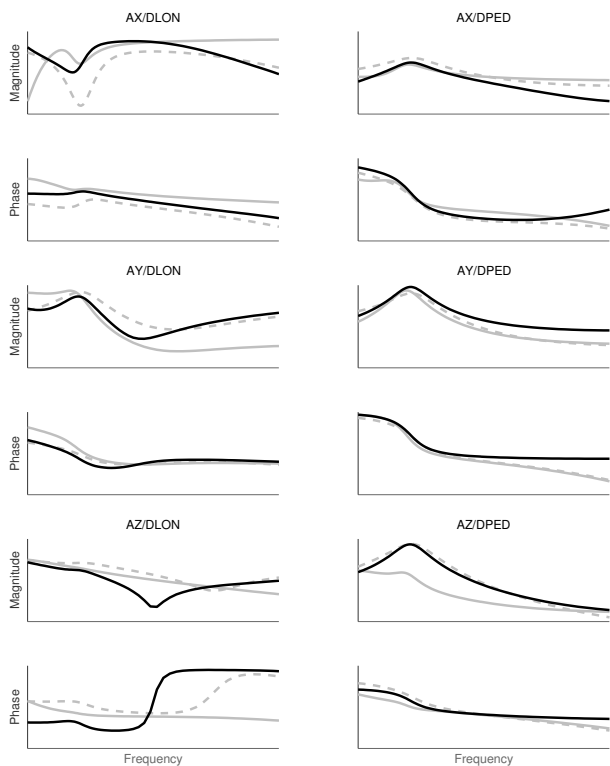 AX/DLON
AX/DPED
Magnitude
Phase
AY/DLON
AY/DPED
Magnitude
Phase
AZ/DLON
AZ/DPED
Magnitude
Phase
Frequency
Frequency